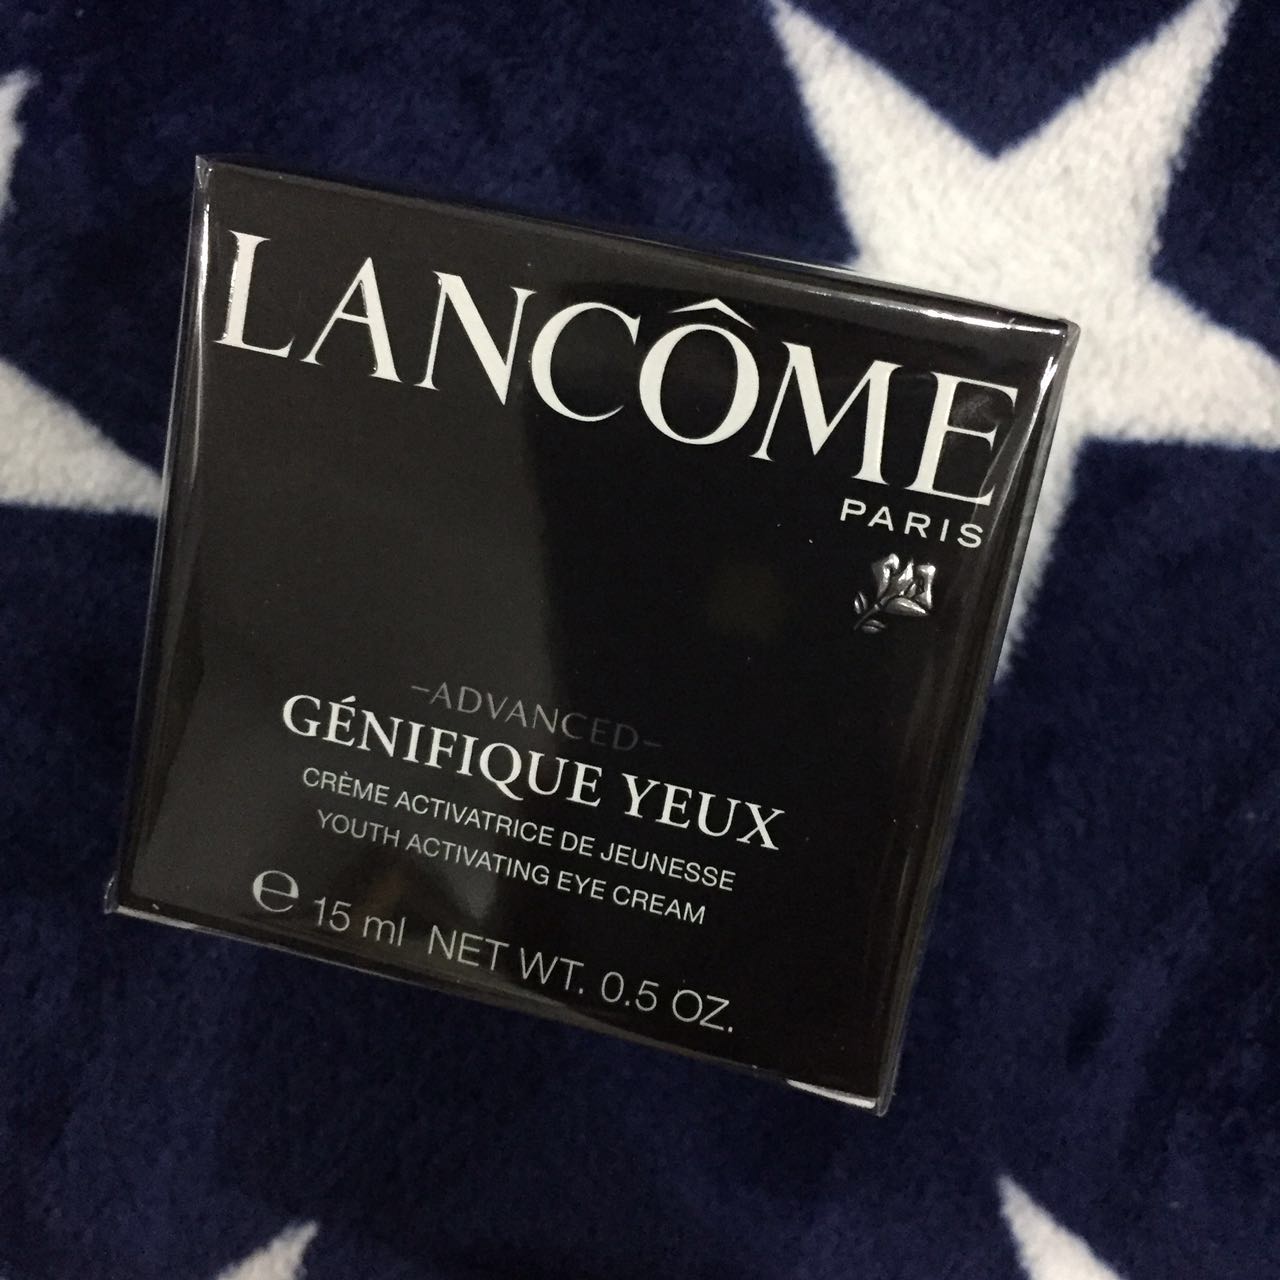 LANCÔME
PARIS
-ADVANCED-
GÉNIFIQUE YEUX
CRÈME ACTIVATRICE DE JEUNESSE
YOUTH ACTIVATING EYE CREAM
℮ 15 ml NET WT. 0.5 OZ.